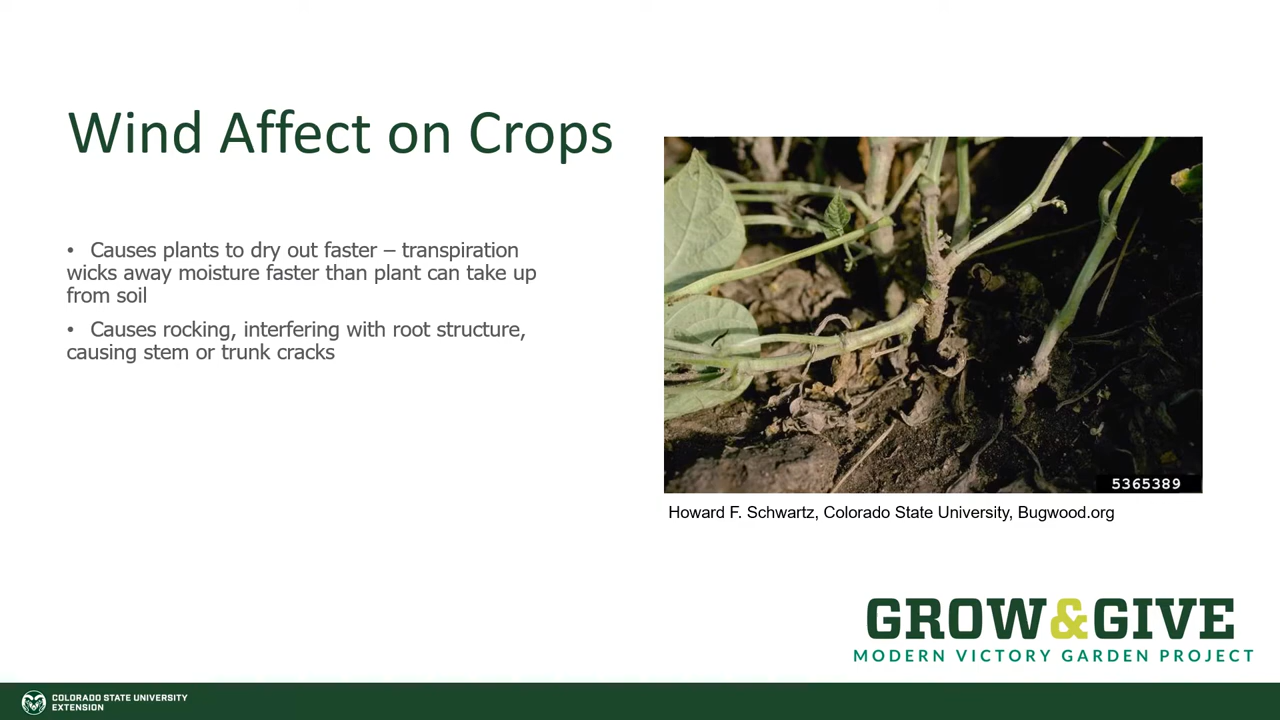 Wind Affect on Crops
• Causes plants to dry out faster – transpiration
wicks away moisture faster than plant can take up
from soil
• Causes rocking, interfering with root structure,
causing stem or trunk cracks
5365389
Howard F. Schwartz, Colorado State University, Bugwood.org
GROW&GIVE
MODERN VICTORY GARDEN PROJECT
COLORADO STATE UNIVERSITY
EXTENSION